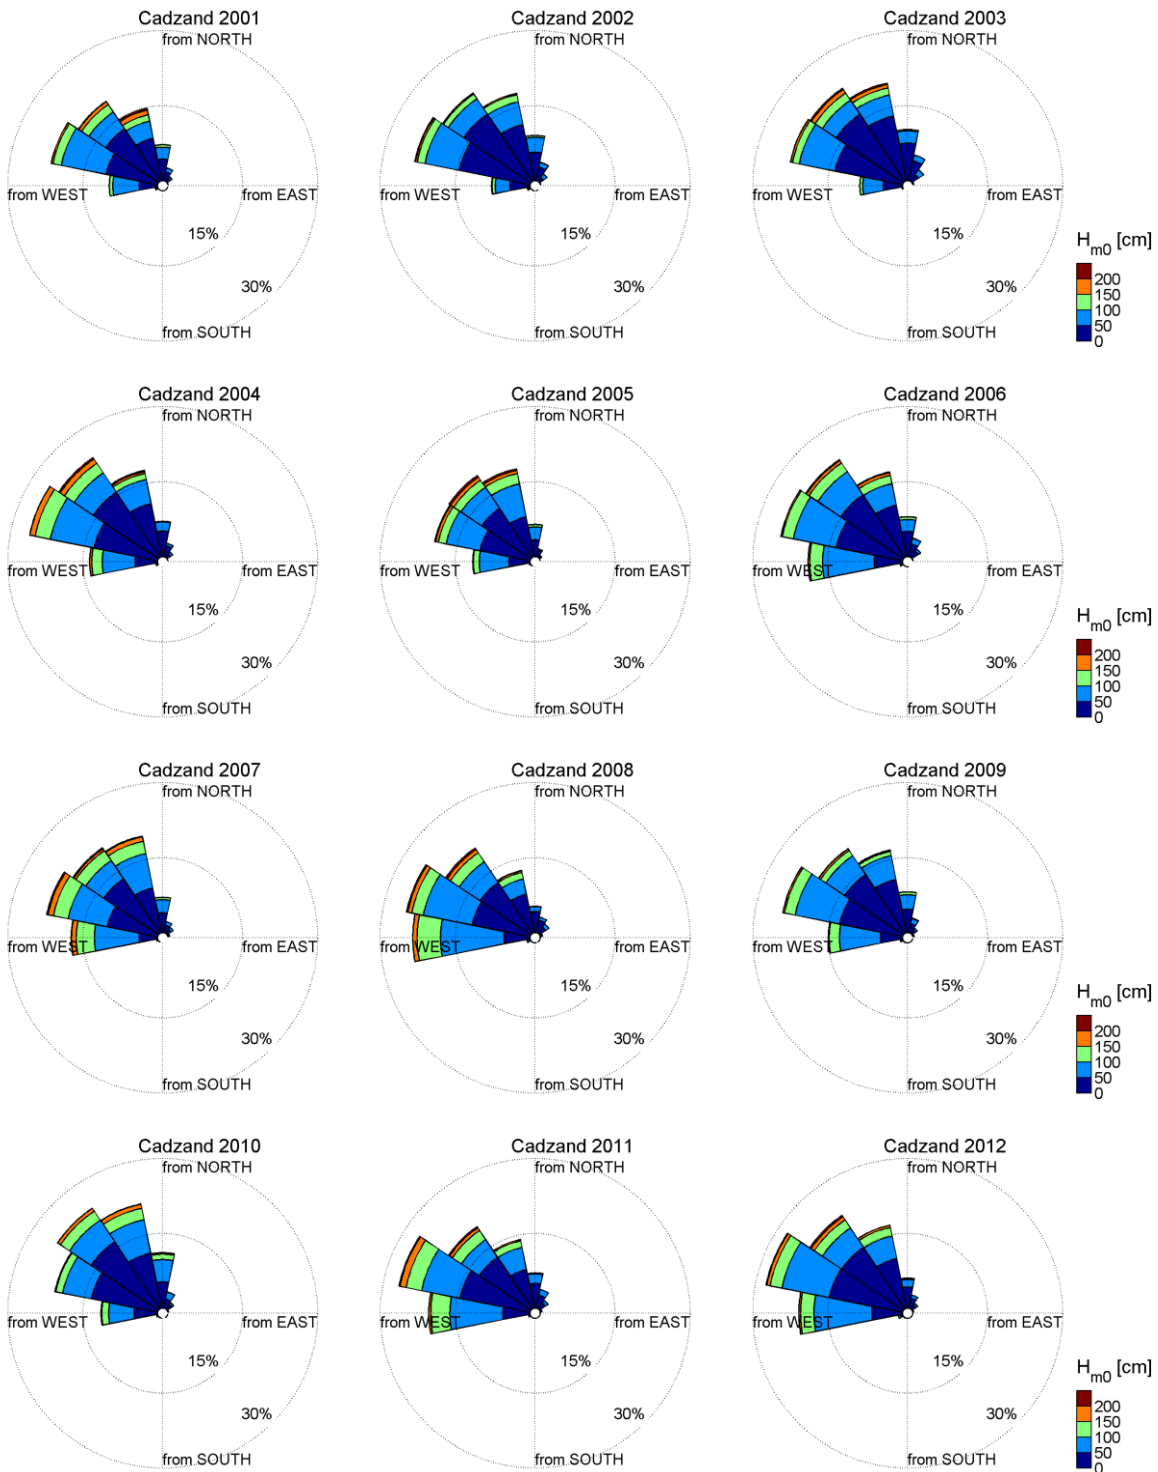 Cadzand 2001 Cadzand 2002 Cadzand 2003
from NORTH from NORTH from NORTH
from WEST from EAST from WEST from EAST from WEST from EAST
15% 15% 15%
30% 30% 30%
from SOUTH from SOUTH from SOUTH
Hm0 [cm]
200
150
100
50
0
Cadzand 2004 Cadzand 2005 Cadzand 2006
from NORTH from NORTH from NORTH
from WEST from EAST from WEST from EAST from WEST from EAST
15% 15% 15%
30% 30% 30%
from SOUTH from SOUTH from SOUTH
Hm0 [cm]
200
150
100
50
0
Cadzand 2007 Cadzand 2008 Cadzand 2009
from NORTH from NORTH from NORTH
from WEST from EAST from WEST from EAST from WEST from EAST
15% 15% 15%
30% 30% 30%
from SOUTH from SOUTH from SOUTH
Hm0 [cm]
200
150
100
50
0
Cadzand 2010 Cadzand 2011 Cadzand 2012
from NORTH from NORTH from NORTH
from WEST from EAST from WEST from EAST from WEST from EAST
15% 15% 15%
30% 30% 30%
from SOUTH from SOUTH from SOUTH
Hm0 [cm]
200
150
100
50
0